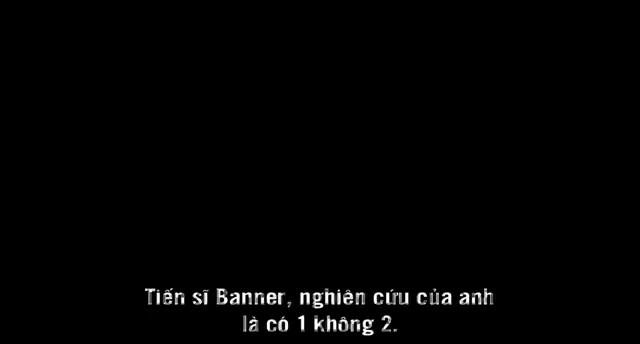 Tiến sĩ Banner, nghiên cứu của anh
là có 1 không 2.